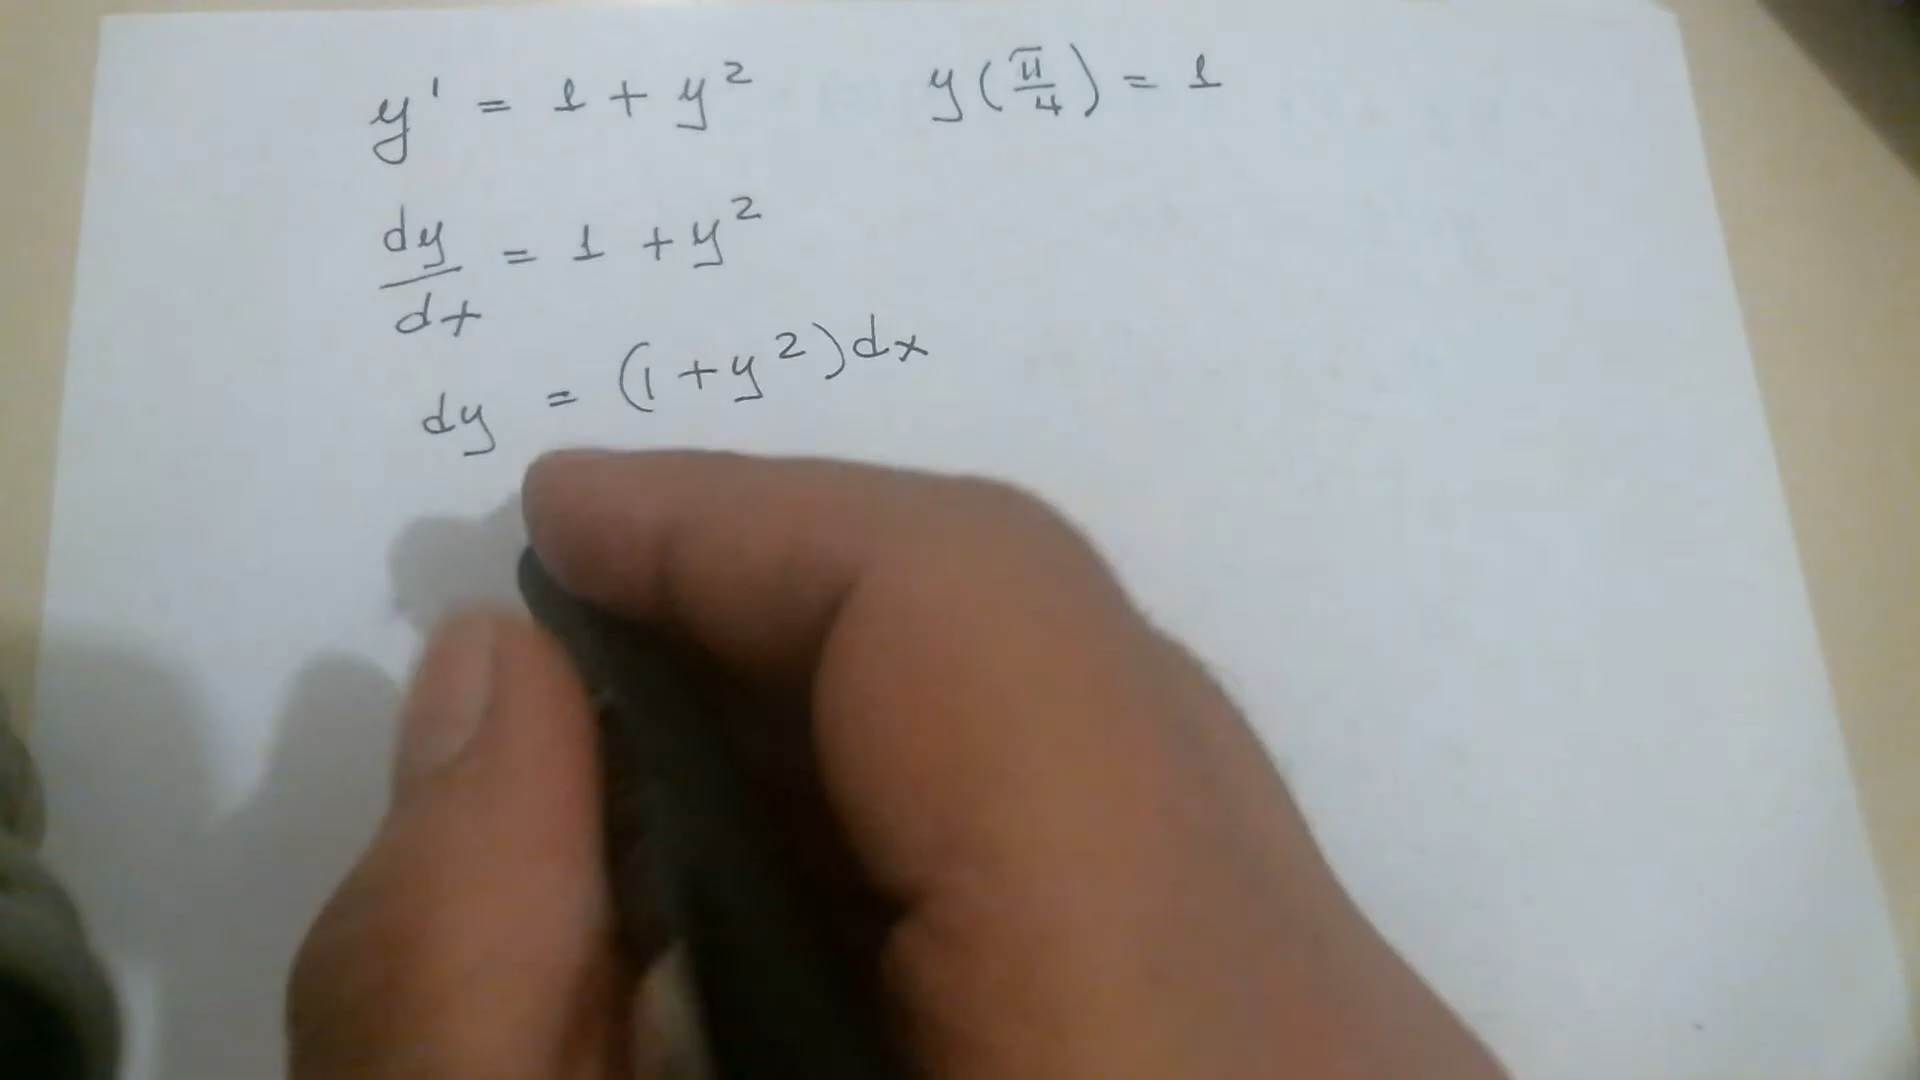 y' = 1 + y² y(π/4) = 1
dy/dx = 1 + y²
dy = (1 + y²)dx